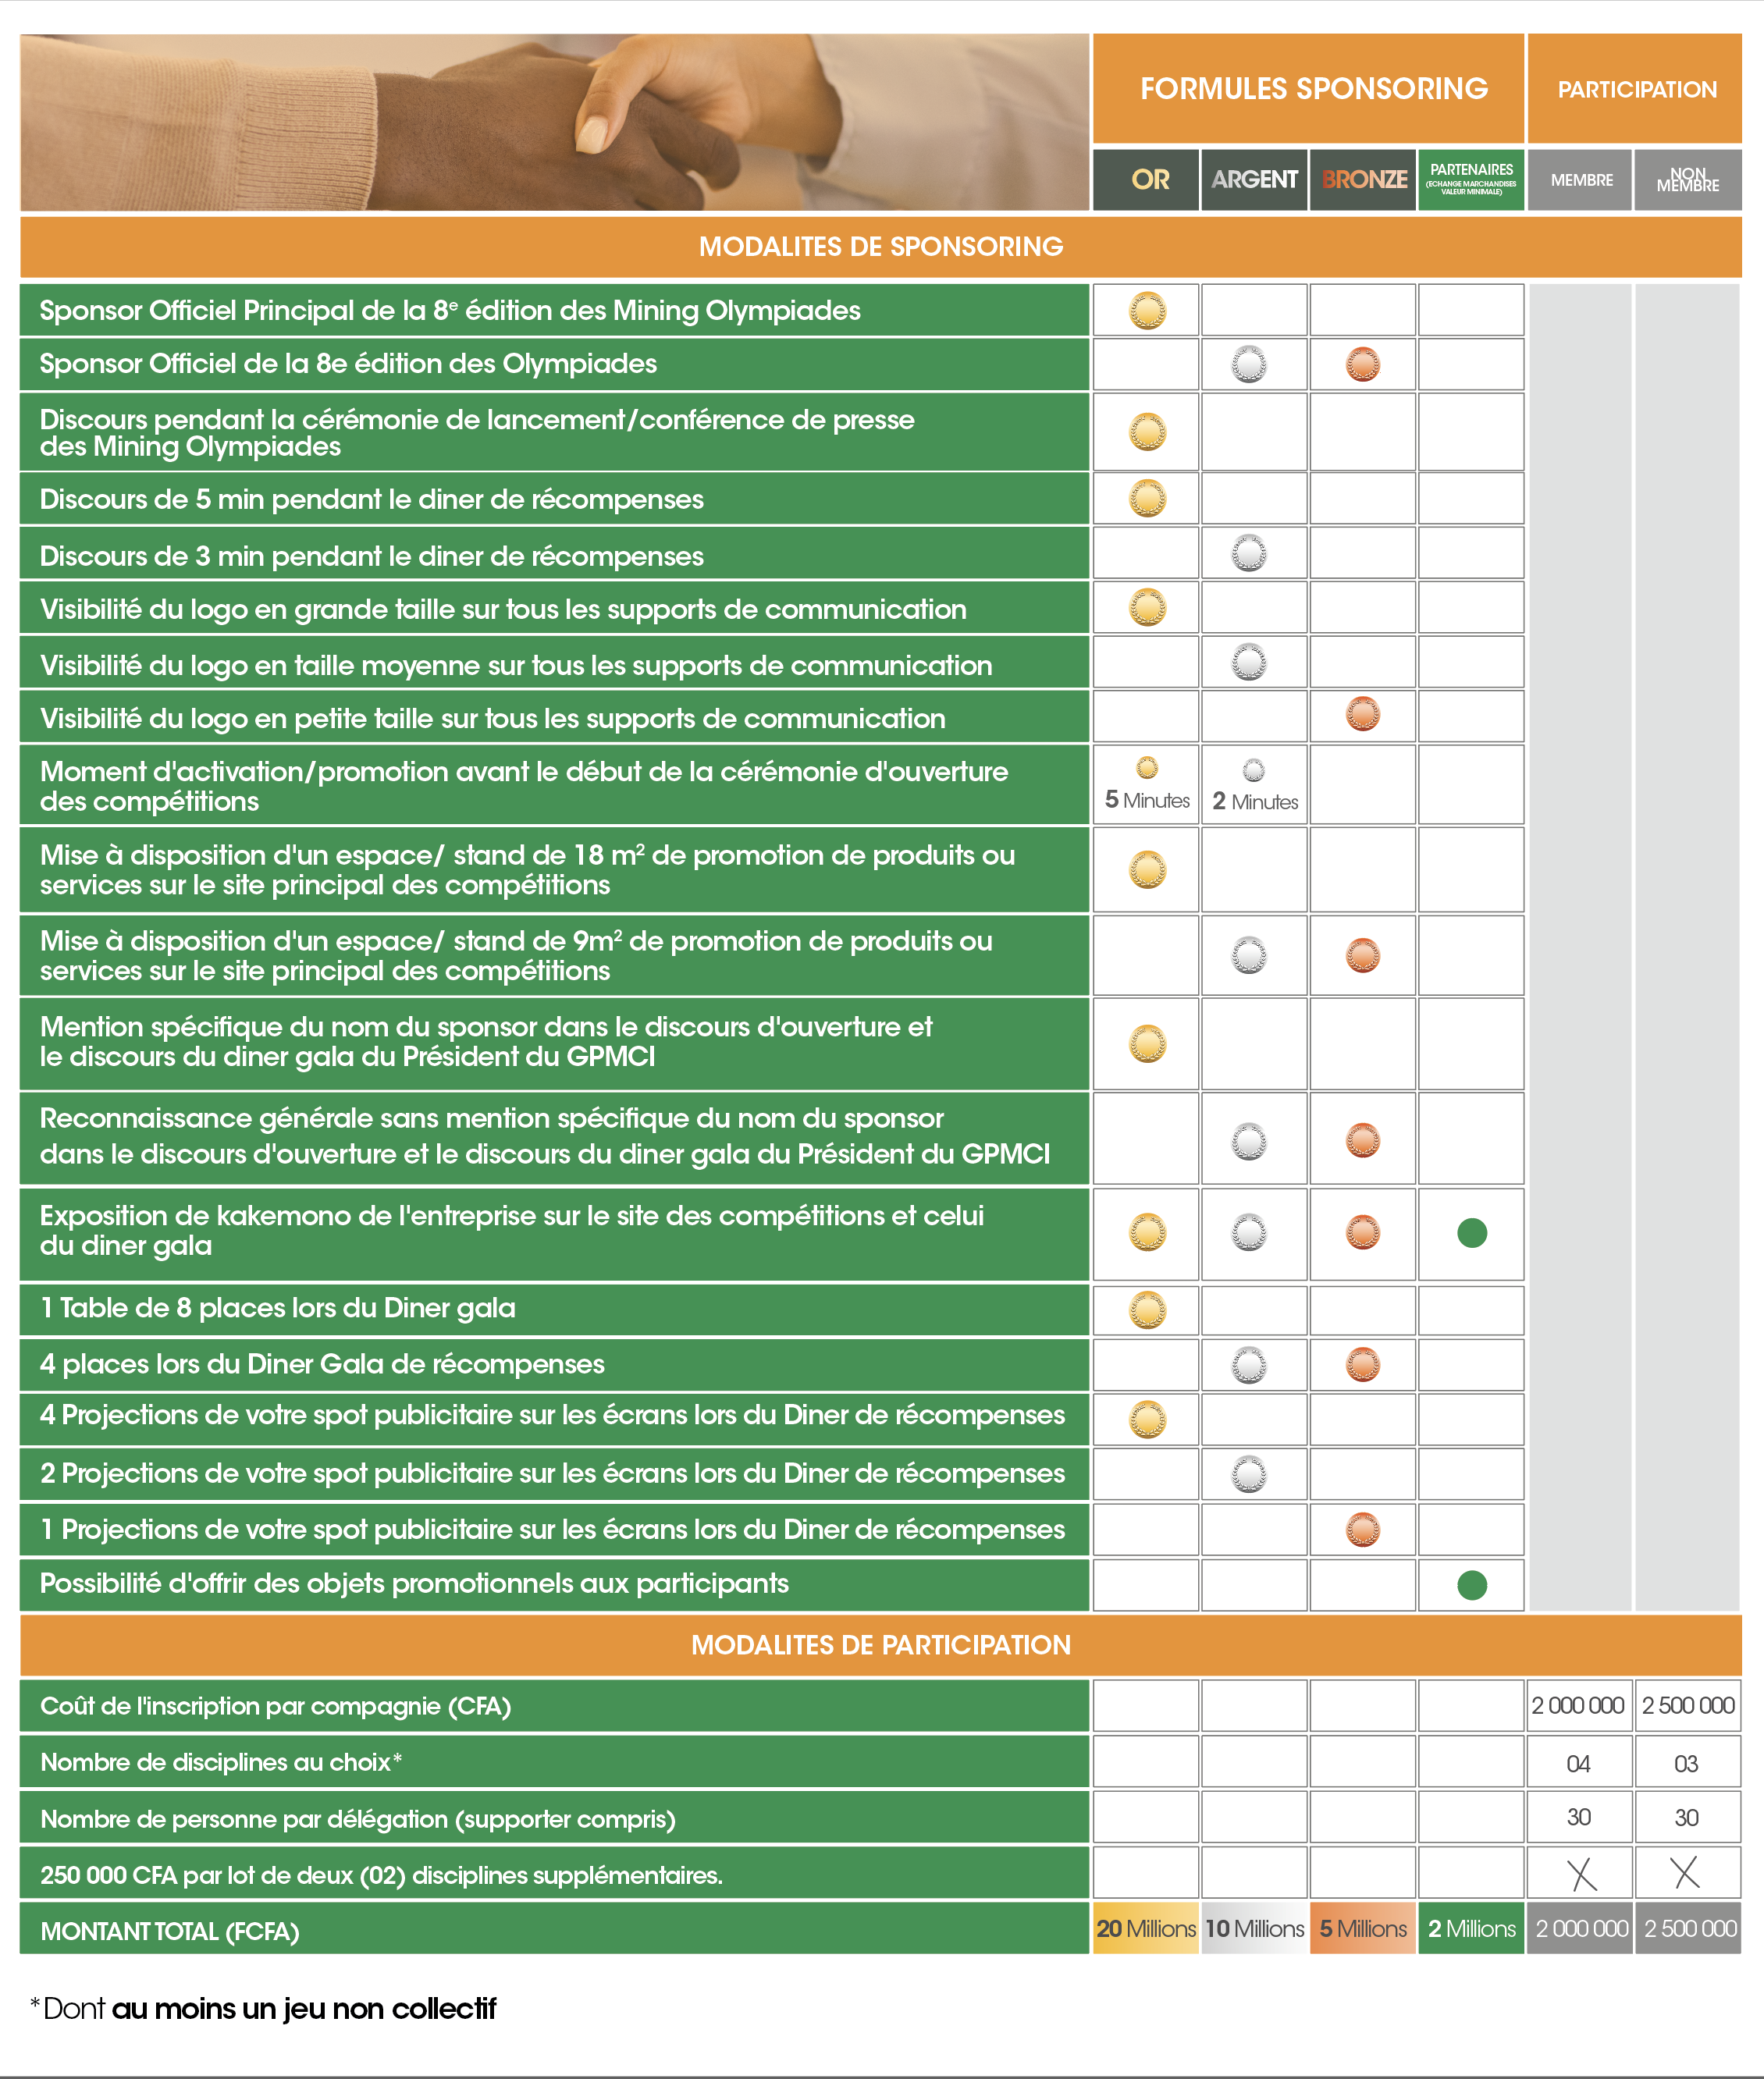 FORMULES SPONSORING
PARTICIPATION
OR
ARGENT
BRONZE
PARTENAIRES
(ECHANGE MARCHANDISES
VALEUR MINIMALE)
MEMBRE
NON
MEMBRE
MODALITES DE SPONSORING
Sponsor Officiel Principal de la 8e édition des Mining Olympiades
Sponsor Officiel de la 8e édition des Olympiades
Discours pendant la cérémonie de lancement/conférence de presse
des Mining Olympiades
Discours de 5 min pendant le diner de récompenses
Discours de 3 min pendant le diner de récompenses
Visibilité du logo en grande taille sur tous les supports de communication
Visibilité du logo en taille moyenne sur tous les supports de communication
Visibilité du logo en petite taille sur tous les supports de communication
Moment d'activation/promotion avant le début de la cérémonie d'ouverture
des compétitions
5 Minutes
2 Minutes
Mise à disposition d'un espace/ stand de 18 m² de promotion de produits ou
services sur le site principal des compétitions
Mise à disposition d'un espace/ stand de 9m² de promotion de produits ou
services sur le site principal des compétitions
Mention spécifique du nom du sponsor dans le discours d'ouverture et
le discours du diner gala du Président du GPMCI
Reconnaissance générale sans mention spécifique du nom du sponsor
dans le discours d'ouverture et le discours du diner gala du Président du GPMCI
Exposition de kakemono de l'entreprise sur le site des compétitions et celui
du diner gala
1 Table de 8 places lors du Diner gala
4 places lors du Diner Gala de récompenses
4 Projections de votre spot publicitaire sur les écrans lors du Diner de récompenses
2 Projections de votre spot publicitaire sur les écrans lors du Diner de récompenses
1 Projections de votre spot publicitaire sur les écrans lors du Diner de récompenses
Possibilité d'offrir des objets promotionnels aux participants
MODALITES DE PARTICIPATION
Coût de l'inscription par compagnie (CFA)
2 000 000
2 500 000
Nombre de disciplines au choix*
04
03
Nombre de personne par délégation (supporter compris)
30
30
250 000 CFA par lot de deux (02) disciplines supplémentaires.
X
X
MONTANT TOTAL (FCFA)
20 Millions
10 Millions
5 Millions
2 Millions
2 000 000
2 500 000
*Dont au moins un jeu non collectif